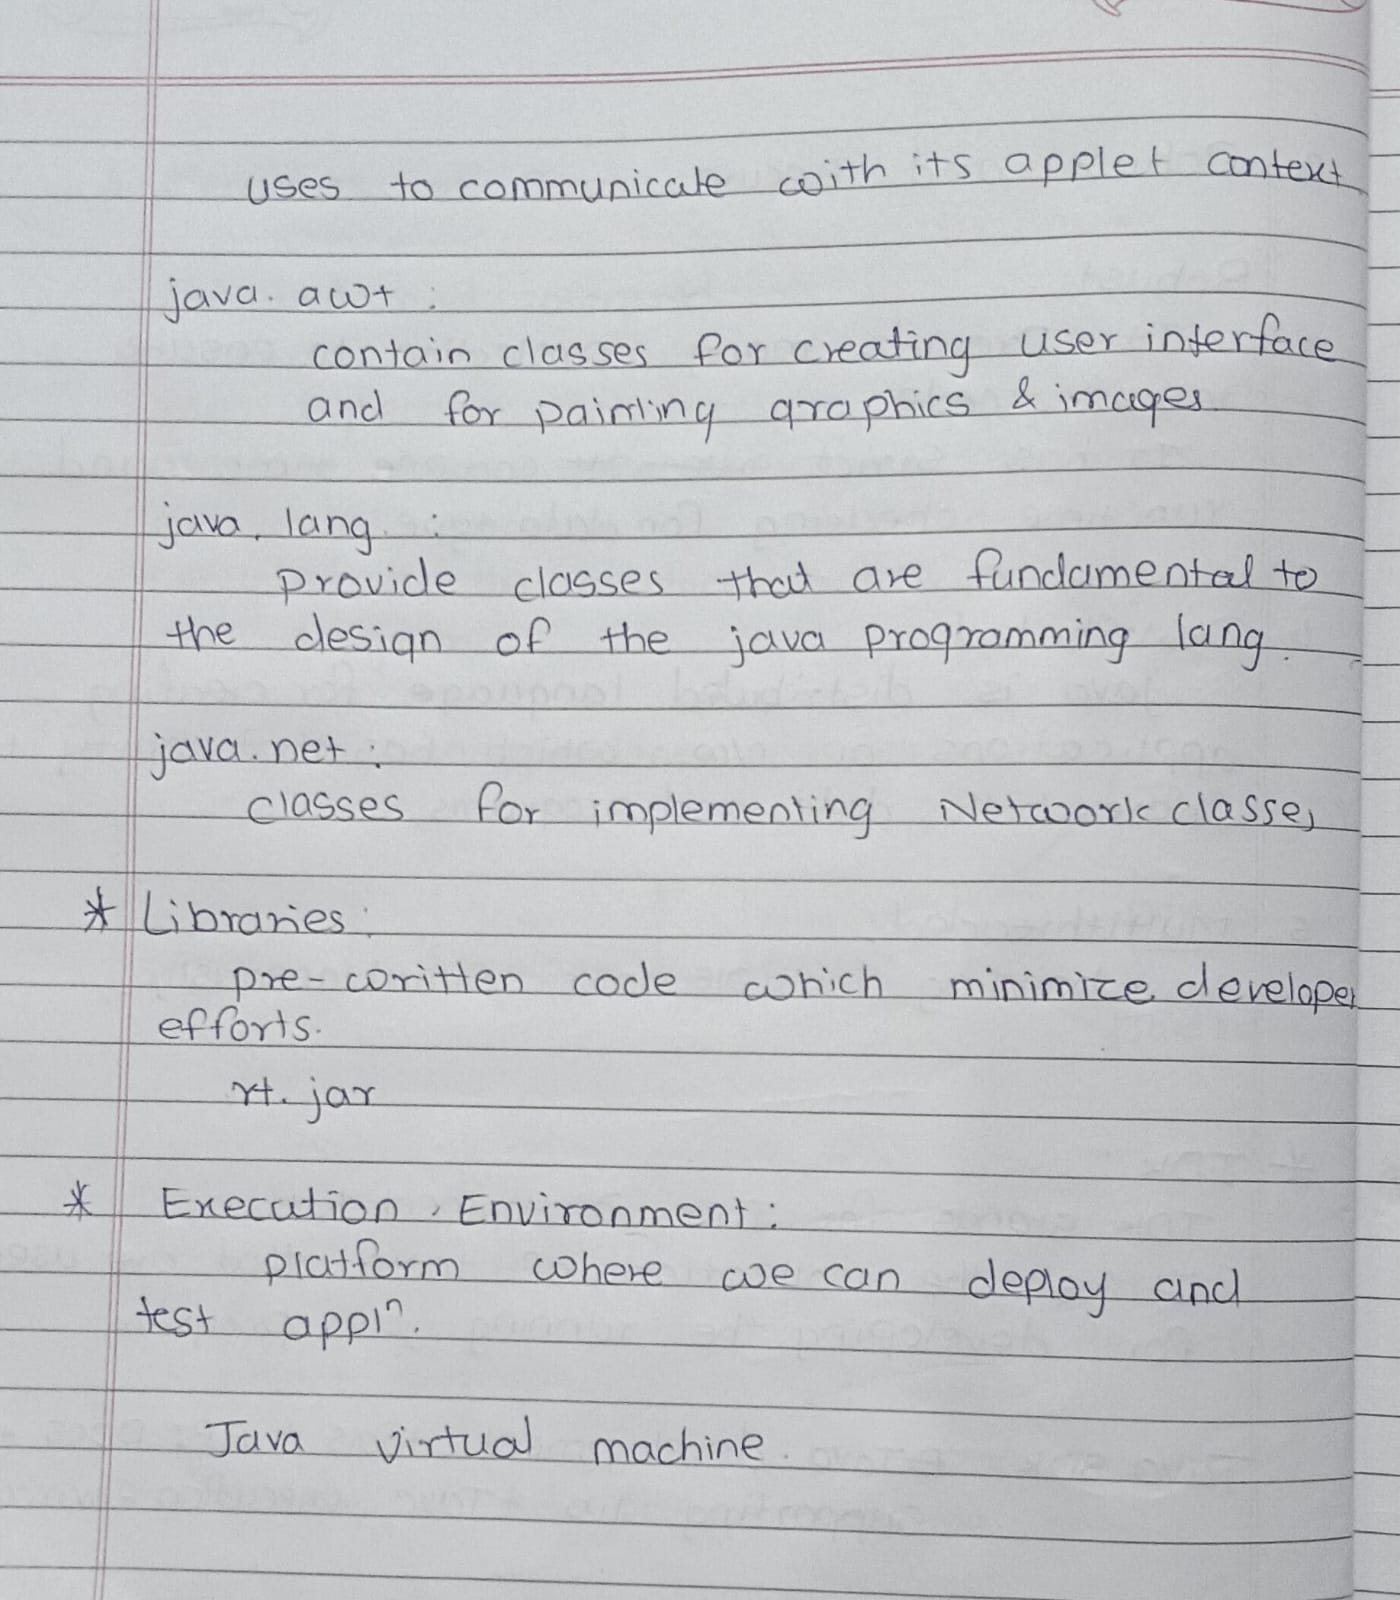 uses to communicate with its applet context
java. awt :
contain classes for creating user interface
and for painting graphics & images
java. lang. :
provide classes that are fundamental to
the design of the java programming lang.
java.net :
classes for implementing Network classes
* Libraries:
pre-written code which minimize developer
efforts.
rt. jar
* Execution, Environment:
platform where we can deploy and
test applⁿ.
Java virtual machine.